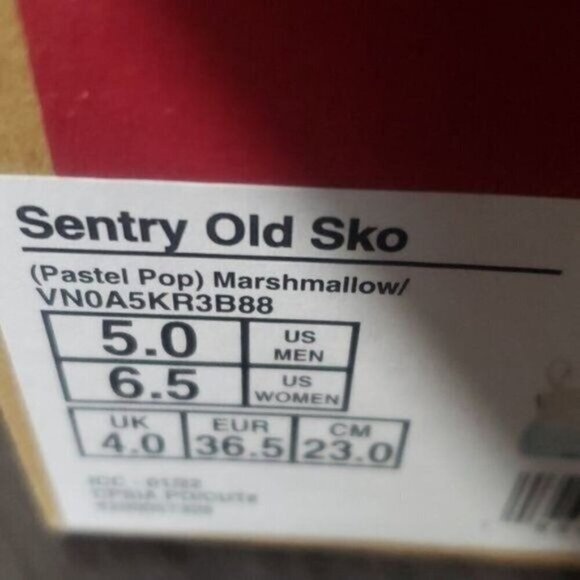 Sentry Old Sko
(Pastel Pop) Marshmallow/
VN0A5KR3B88
5.0 US MEN
6.5 US WOMEN
UK EUR CM
4.0 36.5 23.0